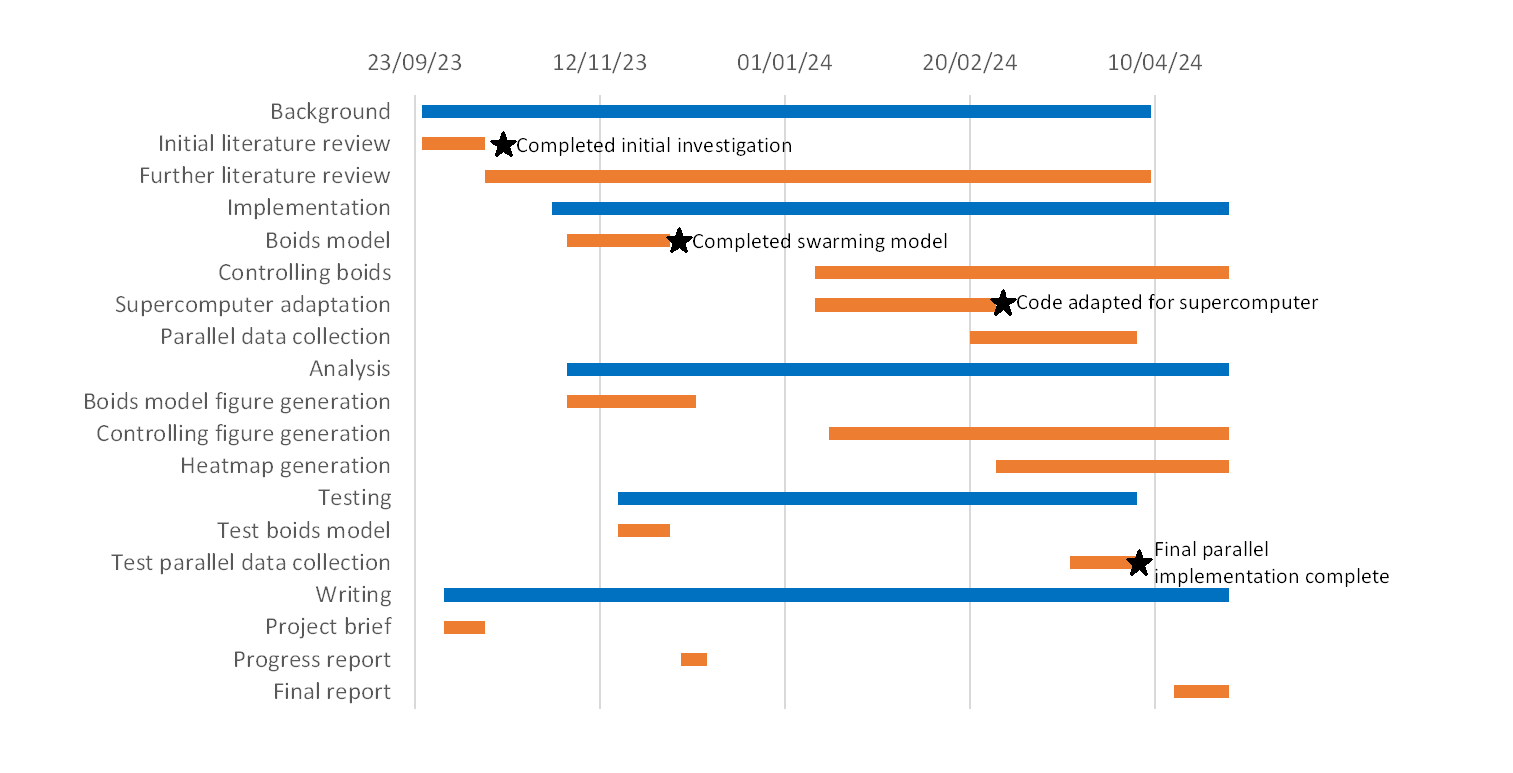 23/09/23 12/11/23 01/01/24 20/02/24 10/04/24
Background
Initial literature review
Completed initial investigation
Further literature review
Implementation
Boids model
Completed swarming model
Controlling boids
Supercomputer adaptation
Code adapted for supercomputer
Parallel data collection
Analysis
Boids model figure generation
Controlling figure generation
Heatmap generation
Testing
Test boids model
Test parallel data collection
Final parallel
implementation complete
Writing
Project brief
Progress report
Final report